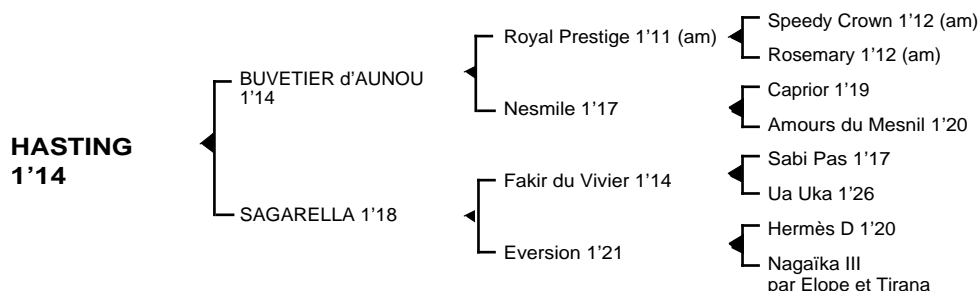 HASTING
1’14
BUVETIER d’AUNOU
1’14
SAGARELLA 1’18
Royal Prestige 1’11 (am)
Nesmile 1’17
Fakir du Vivier 1’14
Eversion 1’21
Speedy Crown 1’12 (am)
Rosemary 1’12 (am)
Caprior 1’19
Amours du Mesnil 1’20
Sabi Pas 1’17
Ua Uka 1’26
Hermès D 1’20
Nagaïka III
par Elope et Tirana